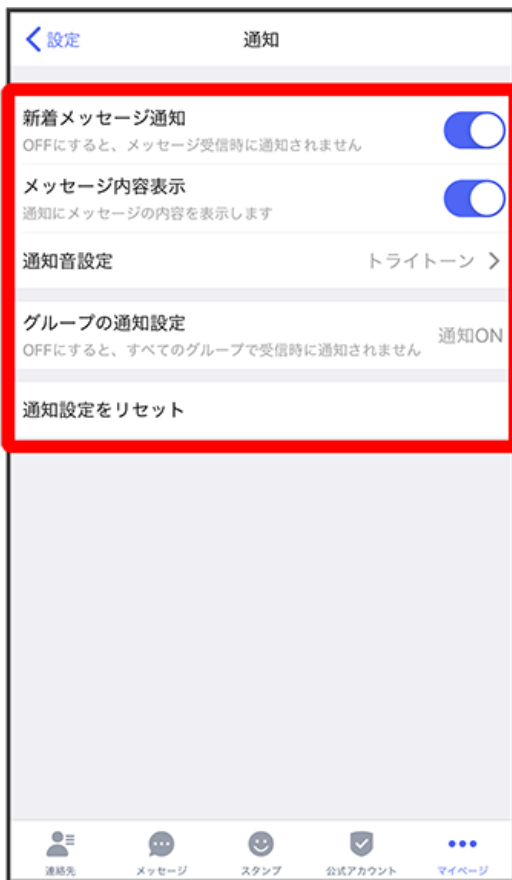 設定
通知
新着メッセージ通知
OFFにすると、メッセージ受信時に通知されません
メッセージ内容表示
通知にメッセージの内容を表示します
通知音設定
トライトーン
グループの通知設定
OFFにすると、すべてのグループで受信時に通知されません
通知ON
通知設定をリセット
連絡先
メッセージ
スタンプ
公式アカウント
マイページ